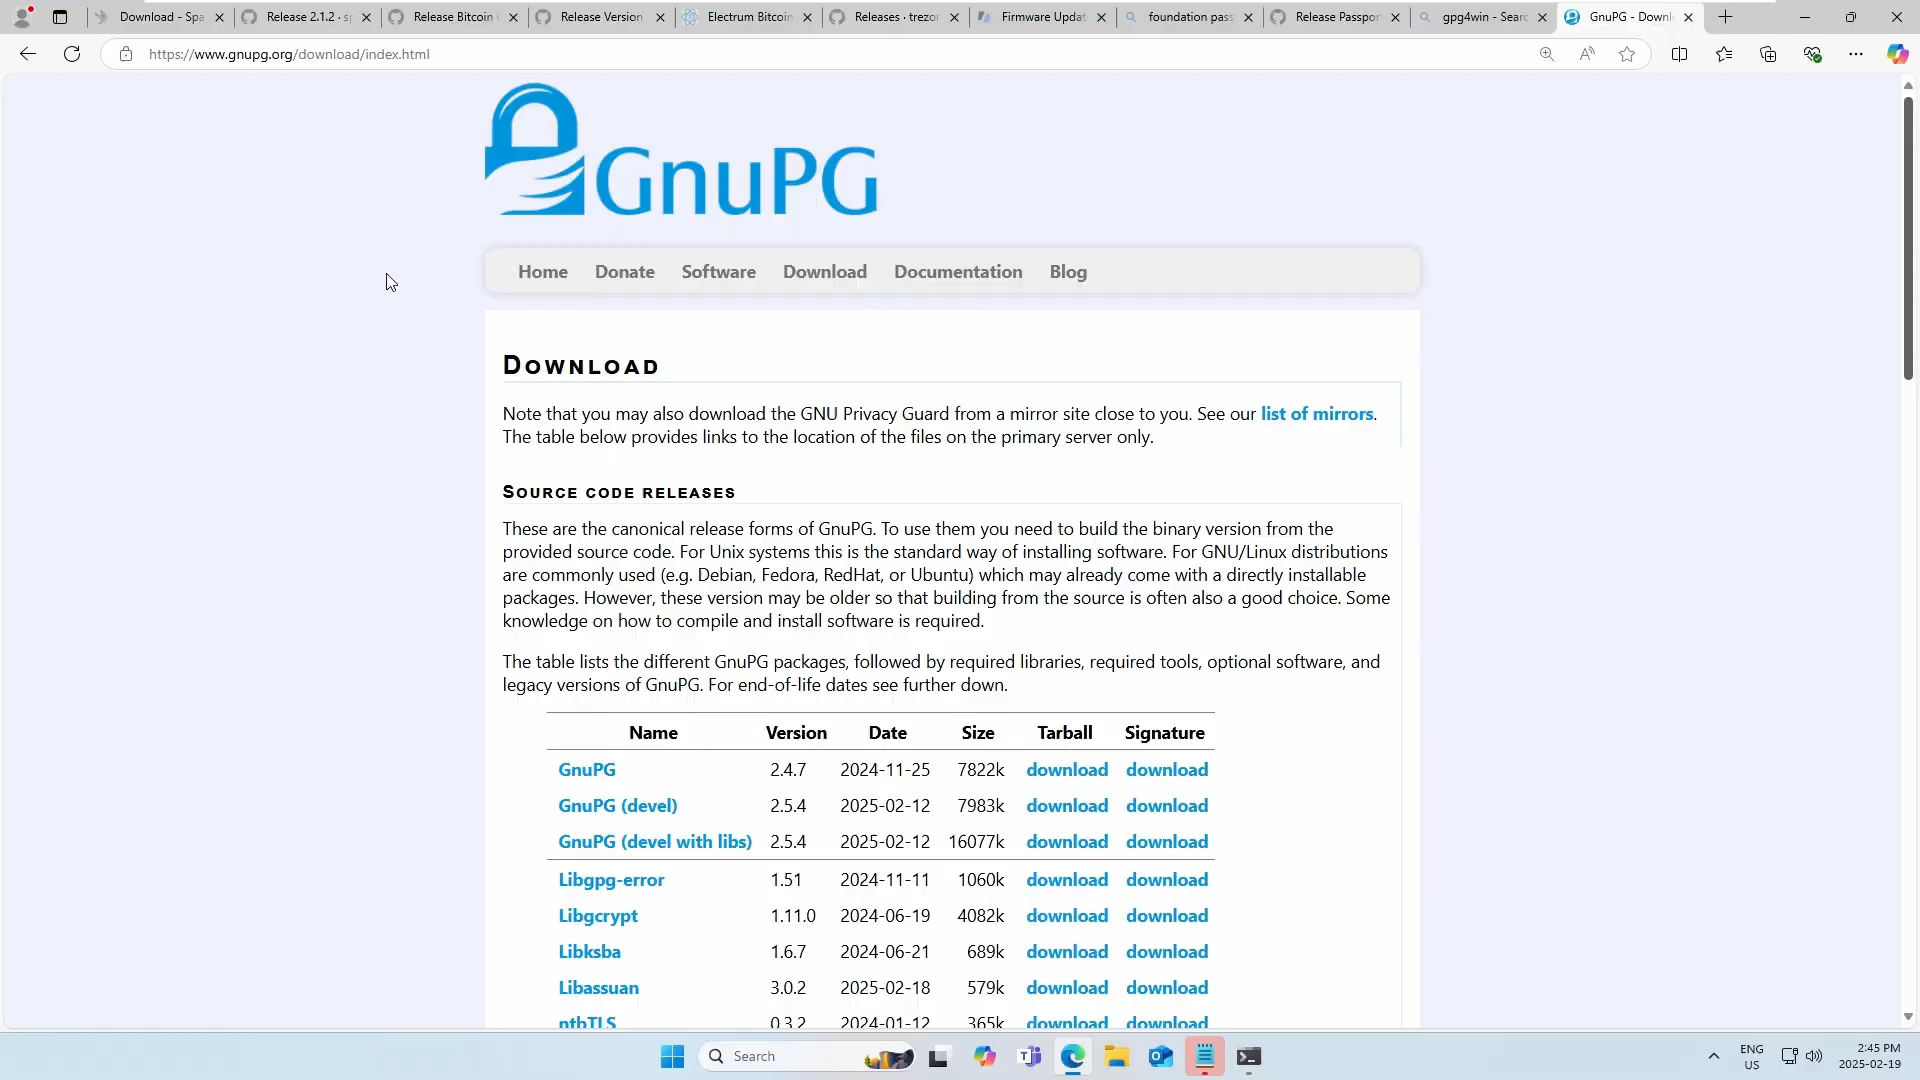 Download - Spa
Release 2.1.2 · sp
Release Bitcoin
Release Version
Electrum Bitcoin
Releases · trezor
Firmware Updat
foundation pass
Release Passpor
gpg4win - Searc
GnuPG - Downl
https://www.gnupg.org/download/index.html
GnuPG
Home Donate Software Download Documentation Blog
Download
Note that you may also download the GNU Privacy Guard from a mirror site close to you. See our list of mirrors.
The table below provides links to the location of the files on the primary server only.
Source code releases
These are the canonical release forms of GnuPG. To use them you need to build the binary version from the
provided source code. For Unix systems this is the standard way of installing software. For GNU/Linux distributions
are commonly used (e.g. Debian, Fedora, RedHat, or Ubuntu) which may already come with a directly installable
packages. However, these version may be older so that building from the source is often also a good choice. Some
knowledge on how to compile and install software is required.
The table lists the different GnuPG packages, followed by required libraries, required tools, optional software, and
legacy versions of GnuPG. For end-of-life dates see further down.
Name Version Date Size Tarball Signature
GnuPG 2.4.7 2024-11-25 7822k download download
GnuPG (devel) 2.5.4 2025-02-12 7983k download download
GnuPG (devel with libs) 2.5.4 2025-02-12 16077k download download
Libgpg-error 1.51 2024-11-11 1060k download download
Libgcrypt 1.11.0 2024-06-19 4082k download download
Libksba 1.6.7 2024-06-21 689k download download
Libassuan 3.0.2 2025-02-18 579k download download
ntbTLS 0.3.2 2024-01-12 365k download download
Search
ENG
US
2:45 PM
2025-02-19